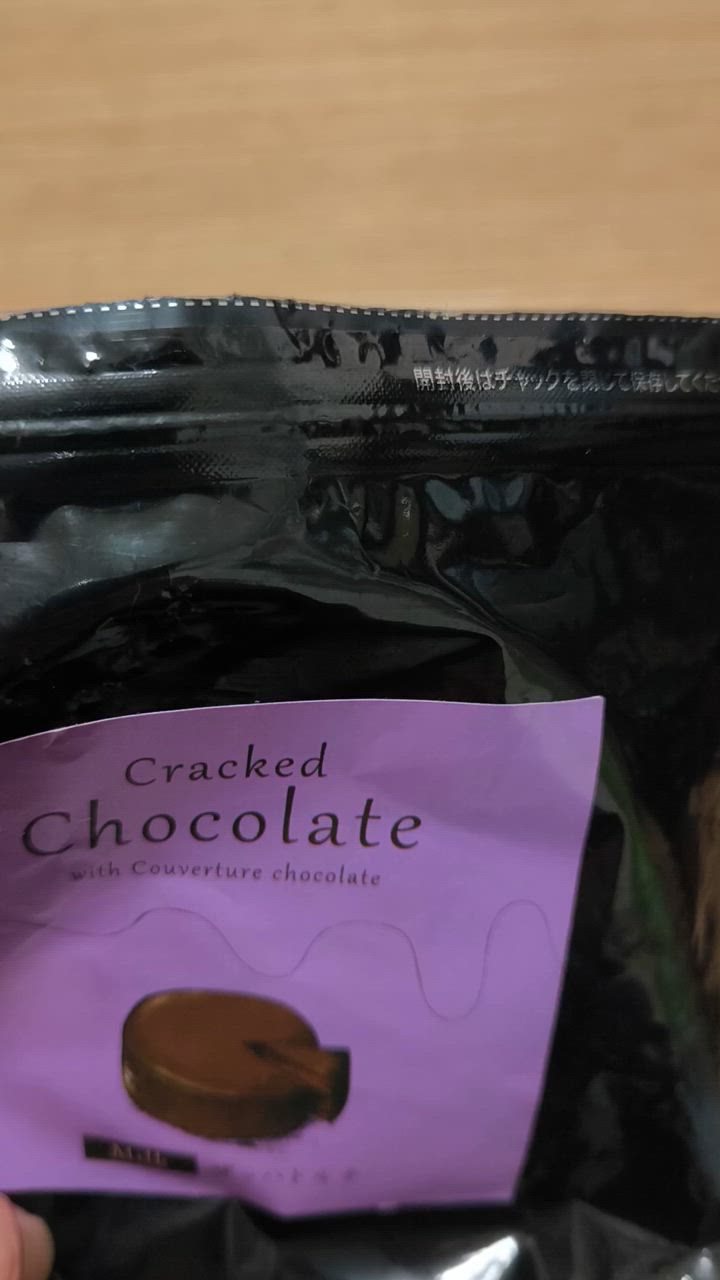 開封後はチャックを閉じて保存してくだ
Cracked
Chocolate
with Couverture chocolate
Milk